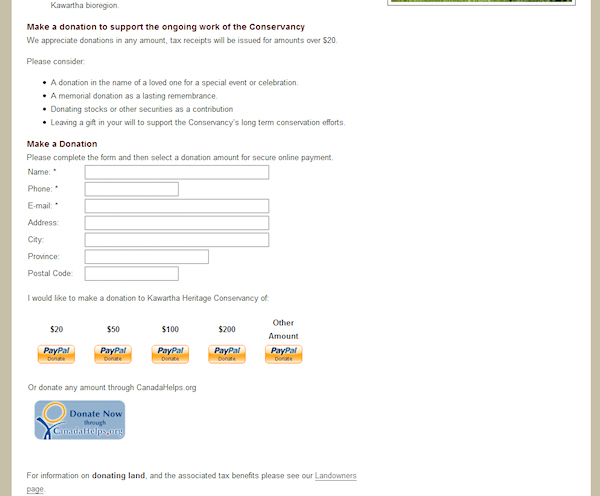 Kawartha bioregion.
Make a donation to support the ongoing work of the Conservancy
We appreciate donations in any amount, tax receipts will be issued for amounts over $20.
Please consider:
• A donation in the name of a loved one for a special event or celebration.
• A memorial donation as a lasting remembrance.
• Donating stocks or other securities as a contribution
• Leaving a gift in your will to support the Conservancy's long term conservation efforts.
Make a Donation
Please complete the form and then select a donation amount for secure online payment.
Name: *
Phone: *
E-mail: *
Address:
City:
Province:
Postal Code:
I would like to make a donation to Kawartha Heritage Conservancy of:
$20 $50 $100 $200 Other Amount
PayPal Donate PayPal Donate PayPal Donate PayPal Donate PayPal Donate
Or donate any amount through CanadaHelps.org
Donate Now
through
CanadaHelps.org
For information on donating land, and the associated tax benefits please see our Landowners
page.